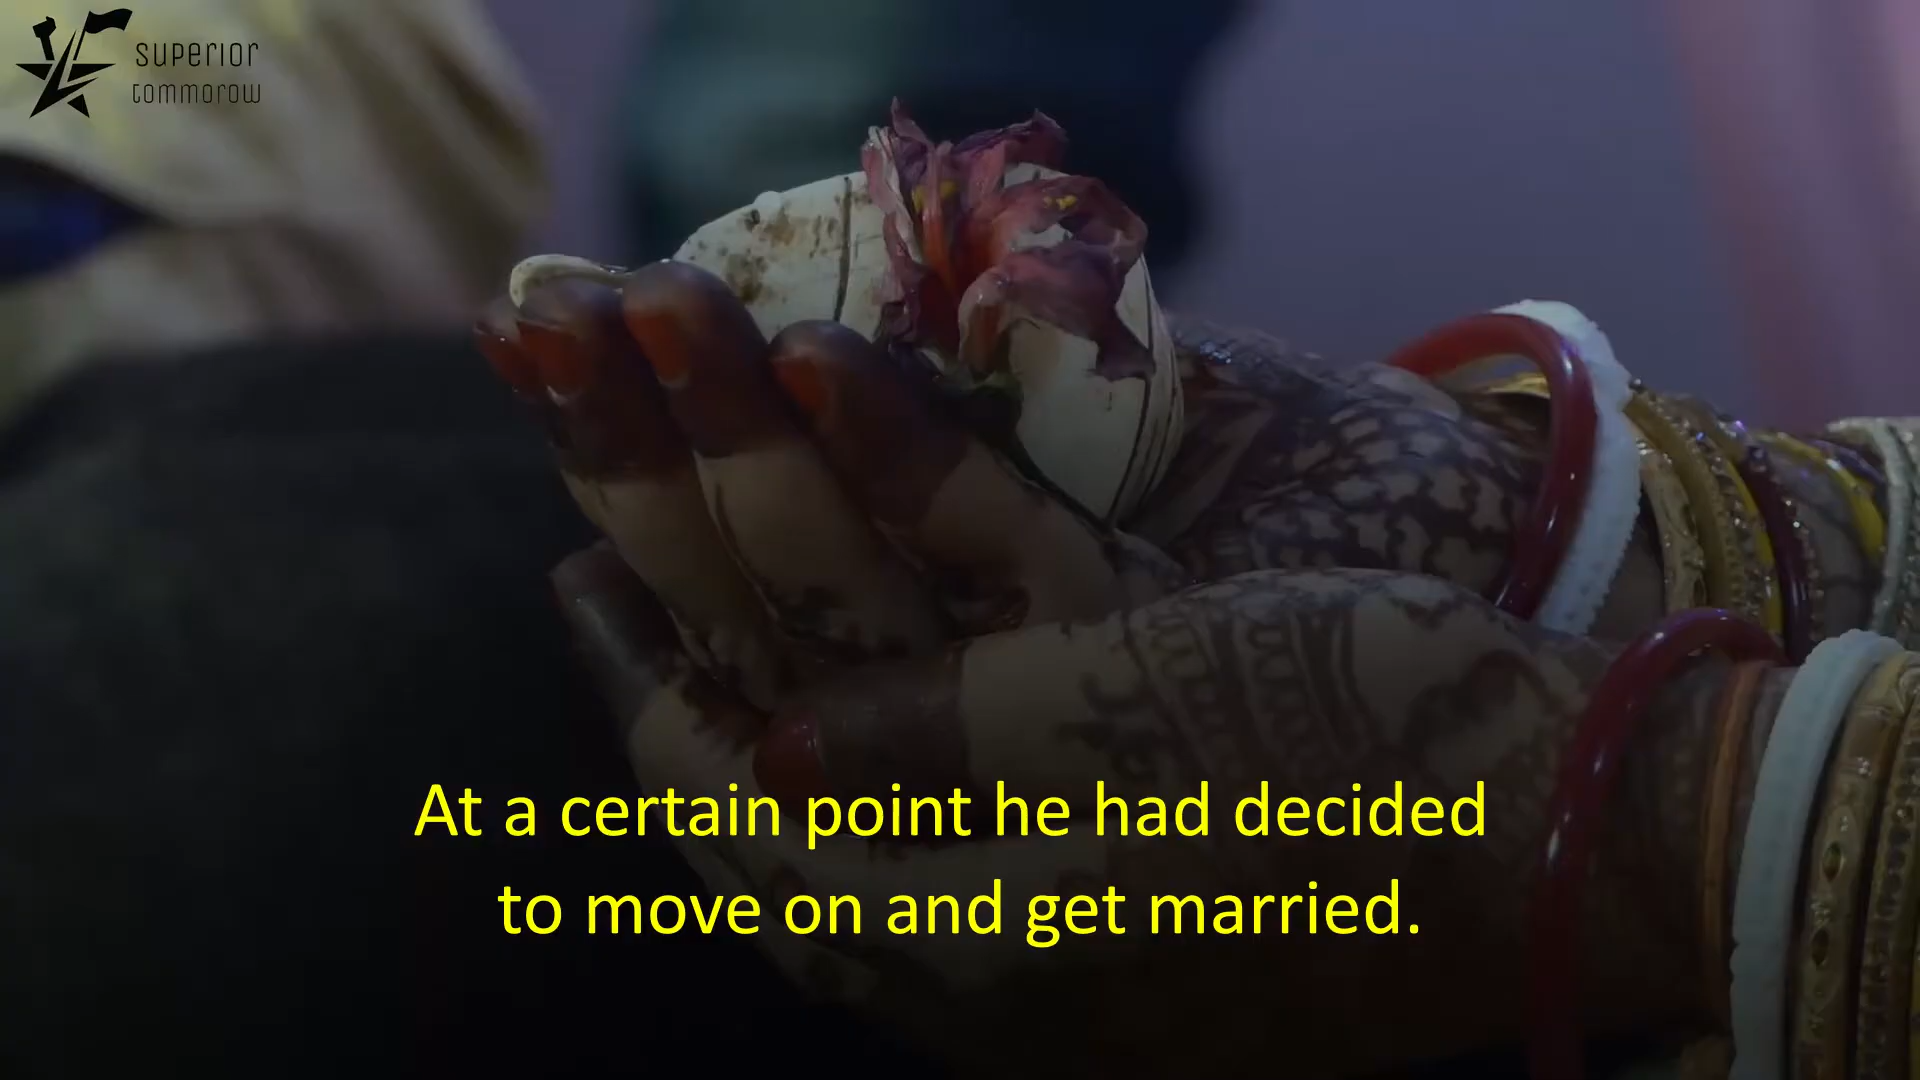 superior
tommorow
At a certain point he had decided
to move on and get married.